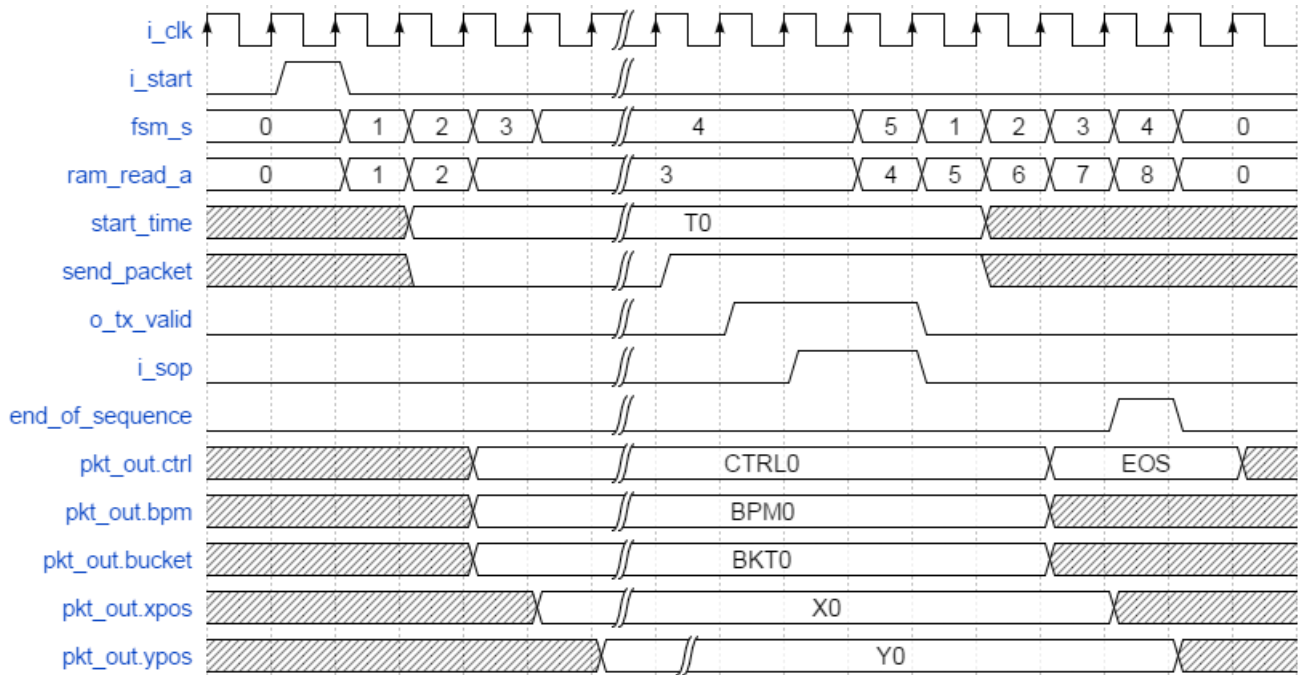 i_clk
i_start
fsm_s 0 1 2 3 4 5 1 2 3 4 0
ram_read_a 0 1 2 3 4 5 6 7 8 0
start_time T0
send_packet
o_tx_valid
i_sop
end_of_sequence
pkt_out.ctrl CTRL0 EOS
pkt_out.bpm BPM0
pkt_out.bucket BKT0
pkt_out.xpos X0
pkt_out.ypos Y0